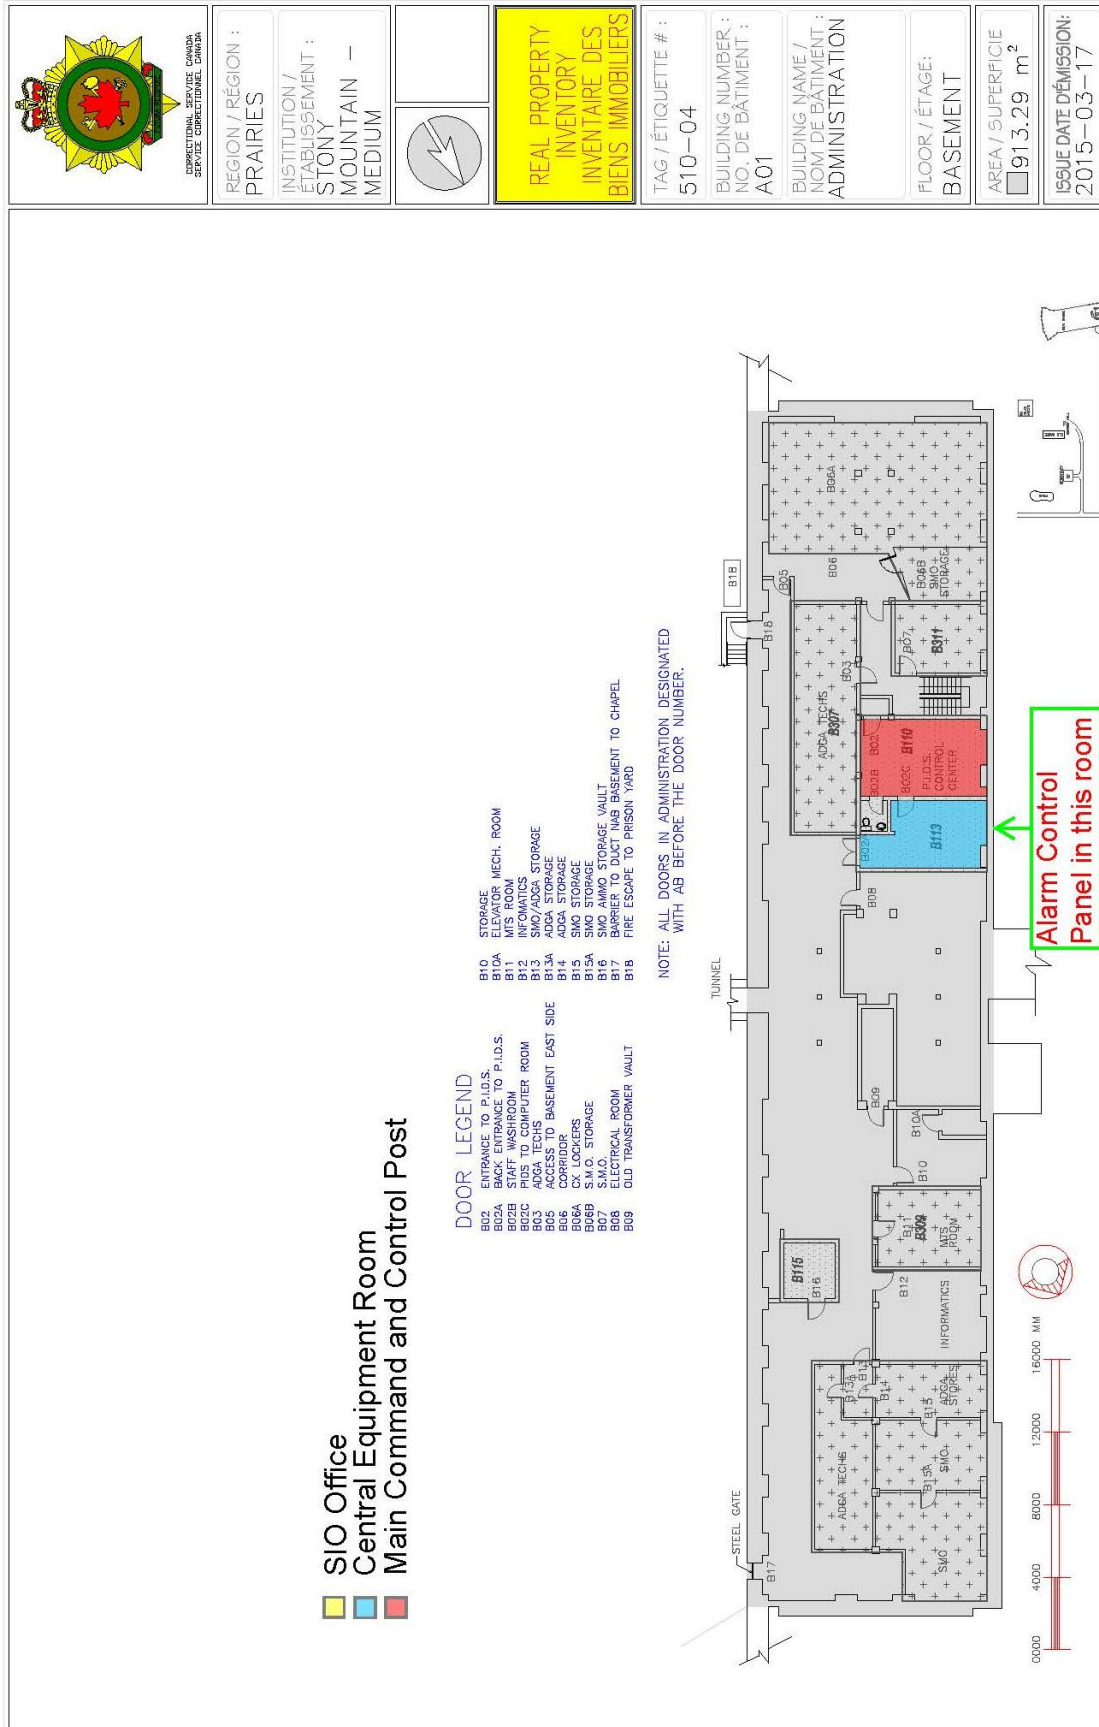 CORRECTIONAL SERVICE CANADA
SERVICE CORRECTIONNEL CANADA
REGION / RÉGION :
PRAIRIES
INSTITUTION /
ÉTABLISSEMENT :
STONY
MOUNTAIN –
MEDIUM
REAL PROPERTY
INVENTORY
INVENTAIRE DES
BIENS IMMOBILIERS
TAG / ÉTIQUETTE # :
510-04
BUILDING NUMBER :
NO. DE BÂTIMENT :
A01
BUILDING NAME /
NOM DE BÂTIMENT :
ADMINISTRATION
FLOOR / ÉTAGE:
BASEMENT
AREA / SUPERFICIE
913.29 m²
ISSUE DATE D'ÉMISSION:
2015-03-17
SIO Office
Central Equipment Room
Main Command and Control Post
DOOR LEGEND
B02 ENTRANCE TO P.I.D.S.
B02A BACK ENTRANCE TO P.I.D.S.
B02B STAFF WASHROOM
B02C PIDS TO COMPUTER ROOM
B03 ADGA TECHS
B05 ACCESS TO BASEMENT EAST SIDE
B06 CORRIDOR
B06A CX LOCKERS
B06B S.M.O. STORAGE
B07 S.M.O.
B08 ELECTRICAL ROOM
B09 OLD TRANSFORMER VAULT
B10 STORAGE
B10A ELEVATOR MECH. ROOM
B11 MTS ROOM
B12 INFOMATICS
B13 SMO/ADGA STORAGE
B13A ADGA STORAGE
B14 ADGA STORAGE
B15 SMO STORAGE
B15A SMO STORAGE
B16 SMO AMMO STORAGE VAULT
B17 BARRIER TO DUCT NAB BASEMENT TO CHAPEL
B18 FIRE ESCAPE TO PRISON YARD
NOTE: ALL DOORS IN ADMINISTRATION DESIGNATED
WITH AB BEFORE THE DOOR NUMBER.
STEEL GATE
B17
TUNNEL
B18
B18
B05
B115
B16
ADGA TECHS
B13A
B13
B14
ADGA TECHS
B307
B03
B06
B06A
SMO
B15A
SMO
B15
ADGA
STORES
B12
INFORMATICS
B11
B309
MTS
ROOM
B10
B10A
B09
B08
B02A
B02B
B02
B02C
B110
P.I.D.S.
CONTROL
CENTER
B113
B07
B311
B06B
SMO
STORAGE
0000 4000 8000 12000 16000 MM
Alarm Control
Panel in this room